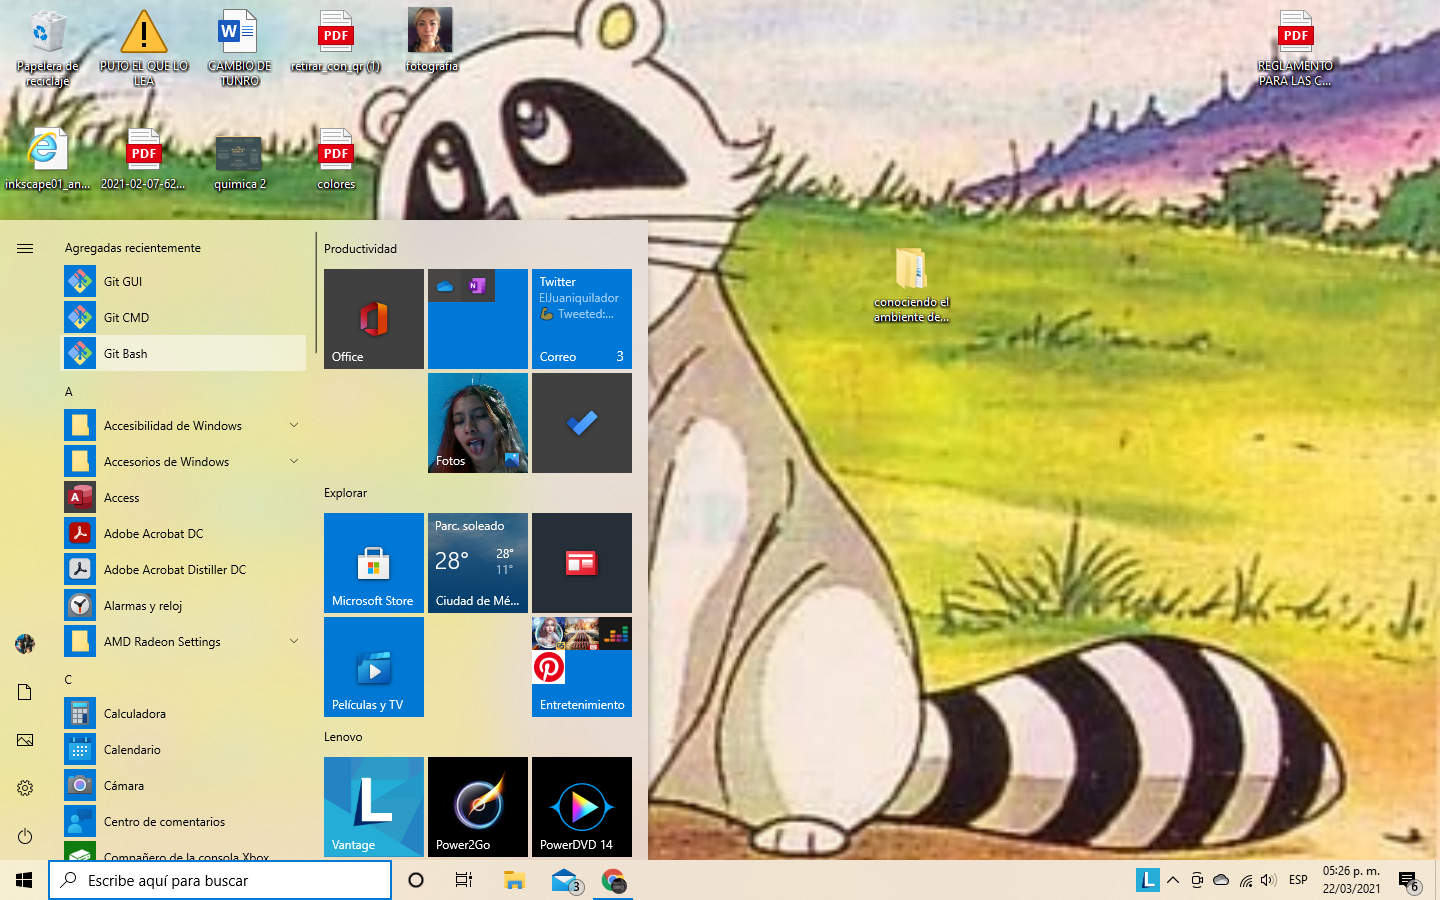 Papelera de
reciclaje
PUTO EL QUE LO
LEA
CAMBIO DE
TUNRO
retirar_con_qr (1)
fotografia
REGLAMENTO
PARA LAS C...
inkscape01_an...
2021-02-07-62...
quimica 2
colores
conociendo el
ambiente de...
Agregadas recientemente
Git GUI
Git CMD
Git Bash
A
Accesibilidad de Windows
Accesorios de Windows
Access
Adobe Acrobat DC
Adobe Acrobat Distiller DC
Alarmas y reloj
AMD Radeon Settings
C
Calculadora
Calendario
Cámara
Centro de comentarios
Compañero de la consola Xbox
Productividad
Office
Twitter
ElJuaniquilador
Tweeted:...
Correo 3
Fotos
Explorar
Microsoft Store
Parc. soleado
28° 28°
11°
Ciudad de Mé...
Películas y TV
Entretenimiento
Lenovo
Vantage
Power2Go
PowerDVD 14
Escribe aquí para buscar
3
ESP
05:26 p. m.
22/03/2021
6